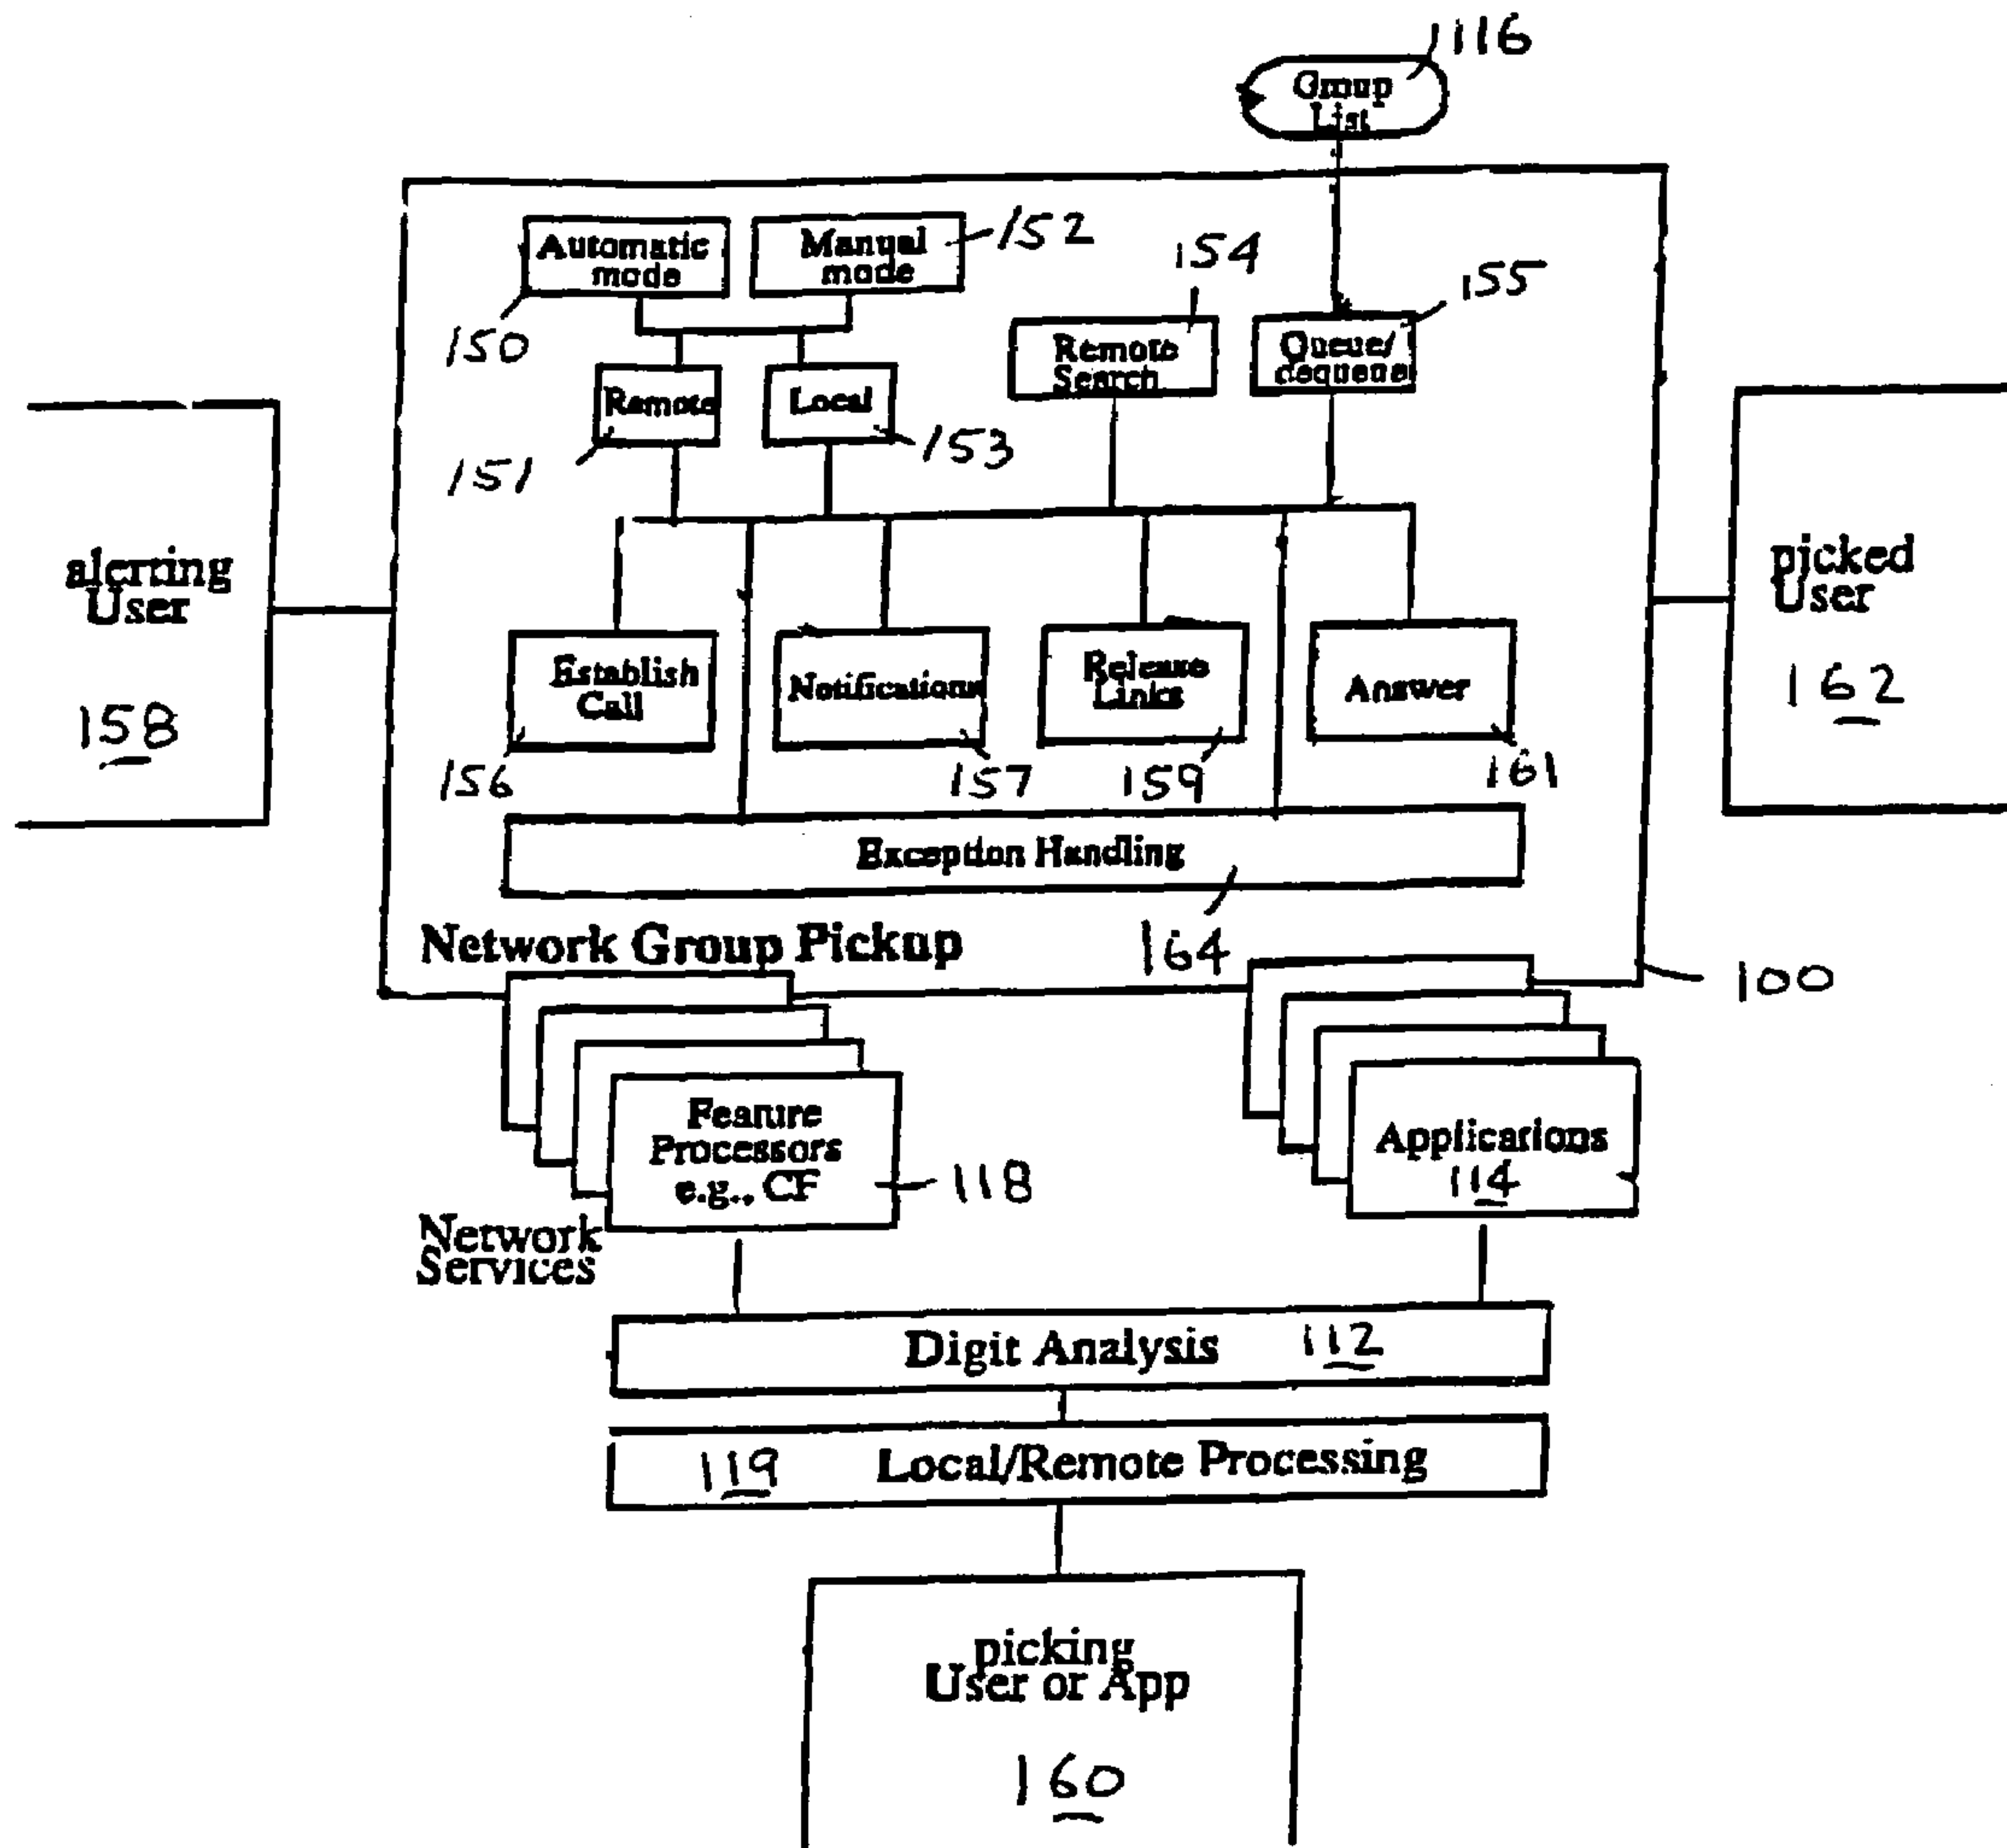 1116
Group
List
Automatic
mode
Manual
mode
152
154
155
150
Remote
Search
Queue/
dequeue
Remote
Local
151
153
alerting
User
158
picked
User
162
Establish
Call
Notifications
Release
Links
Answer
156
157
159
161
Exception Handling
Network Group Pickup
164
100
Feature
Processors
e.g., CF
118
Applications
114
Network
Services
Digit Analysis 112
119 Local/Remote Processing
picking
User or App
160